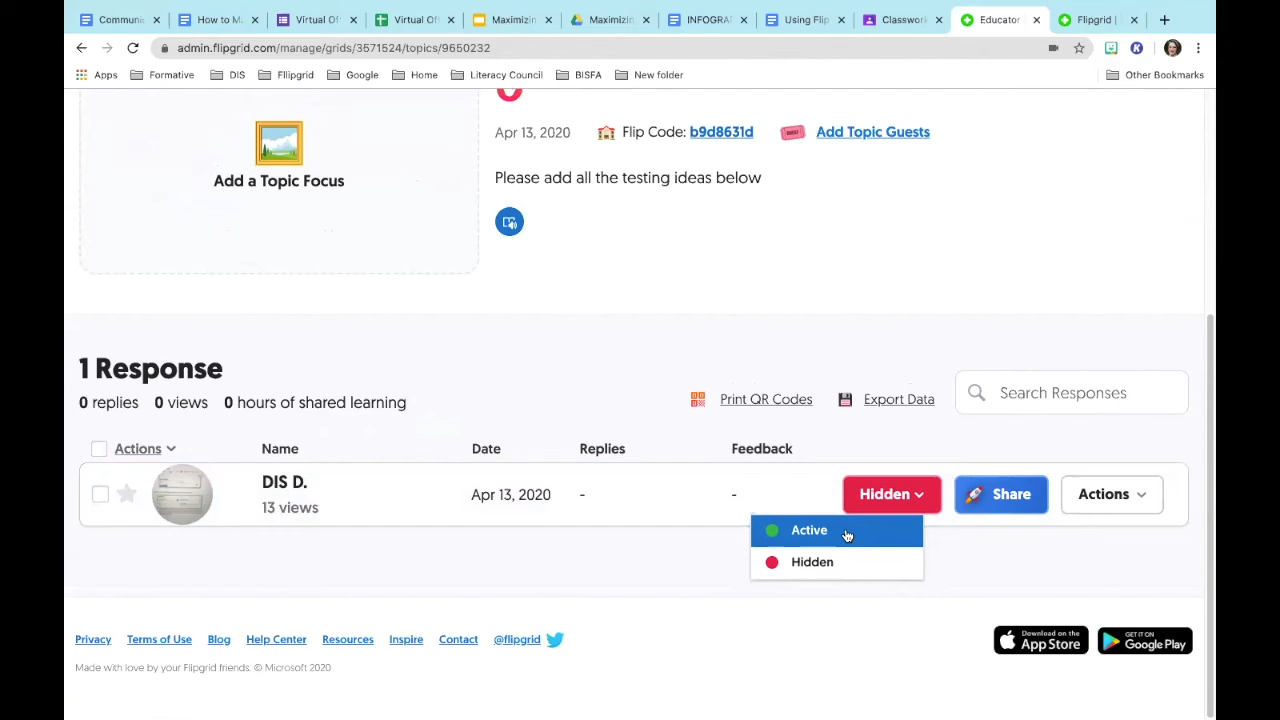 Communi
How to M
Virtual Of
Virtual Of
Maximizin
Maximizin
INFOGRA
Using Flip
Classwork
Educator
Flipgrid |
admin.flipgrid.com/manage/grids/3571524/topics/9650232
Apps Formative DIS Flipgrid Google Home Literacy Council BISFA New folder Other Bookmarks
Apr 13, 2020 Flip Code: b9d8631d Add Topic Guests
Add a Topic Focus
Please add all the testing ideas below
1 Response
0 replies 0 views 0 hours of shared learning
Print QR Codes Export Data Search Responses
Actions Name Date Replies Feedback
DIS D.
13 views
Apr 13, 2020 - - Hidden Share Actions
Active
Hidden
Privacy Terms of Use Blog Help Center Resources Inspire Contact @flipgrid
Download on the App Store
GET IT ON Google Play
Made with love by your Flipgrid friends. © Microsoft 2020